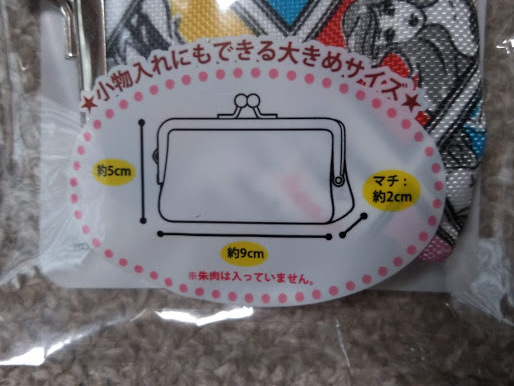 ★小物入れにもできる大きめサイズ★
約5cm
マチ：
約2cm
約9cm
※朱肉は入っていません。